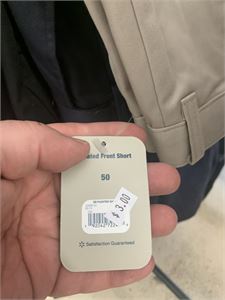 ated Front Short
50
$3.00
Satisfaction Guaranteed